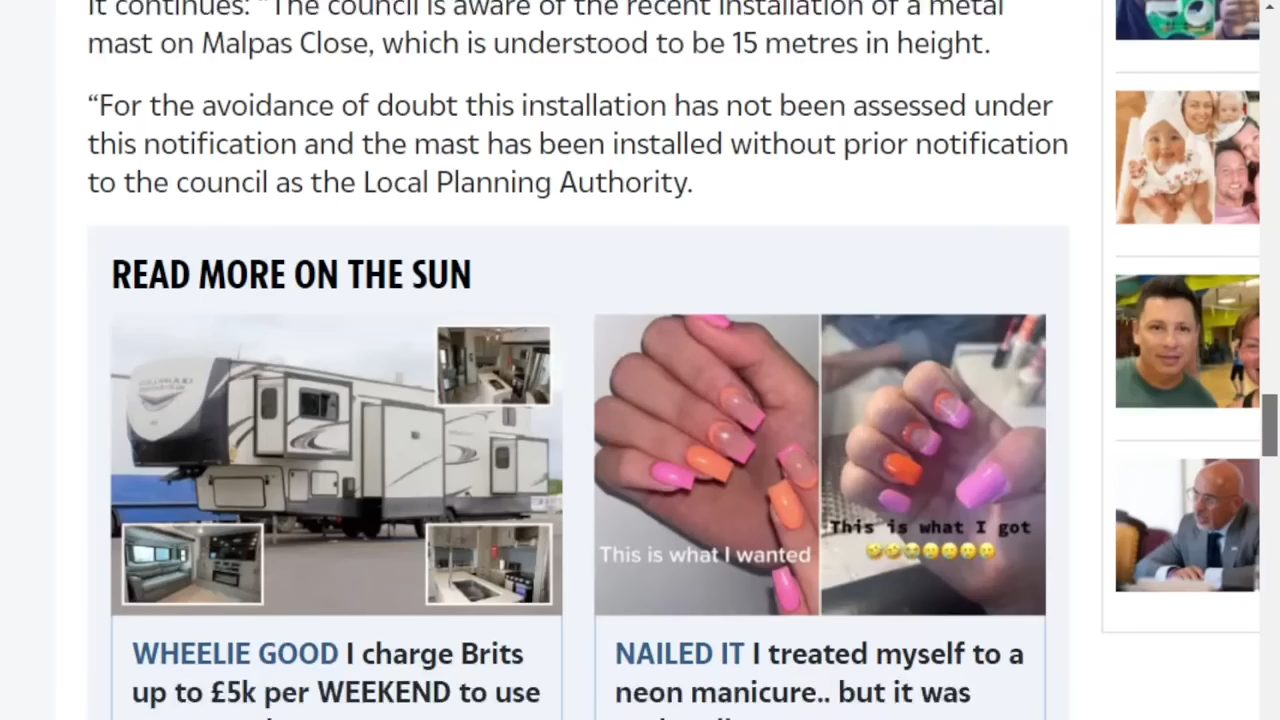 It continues: “The council is aware of the recent installation of a metal
mast on Malpas Close, which is understood to be 15 metres in height.
“For the avoidance of doubt this installation has not been assessed under
this notification and the mast has been installed without prior notification
to the council as the Local Planning Authority.
READ MORE ON THE SUN
This is what I wanted
This is what I got
WHEELIE GOOD I charge Brits
up to £5k per WEEKEND to use
NAILED IT I treated myself to a
neon manicure.. but it was